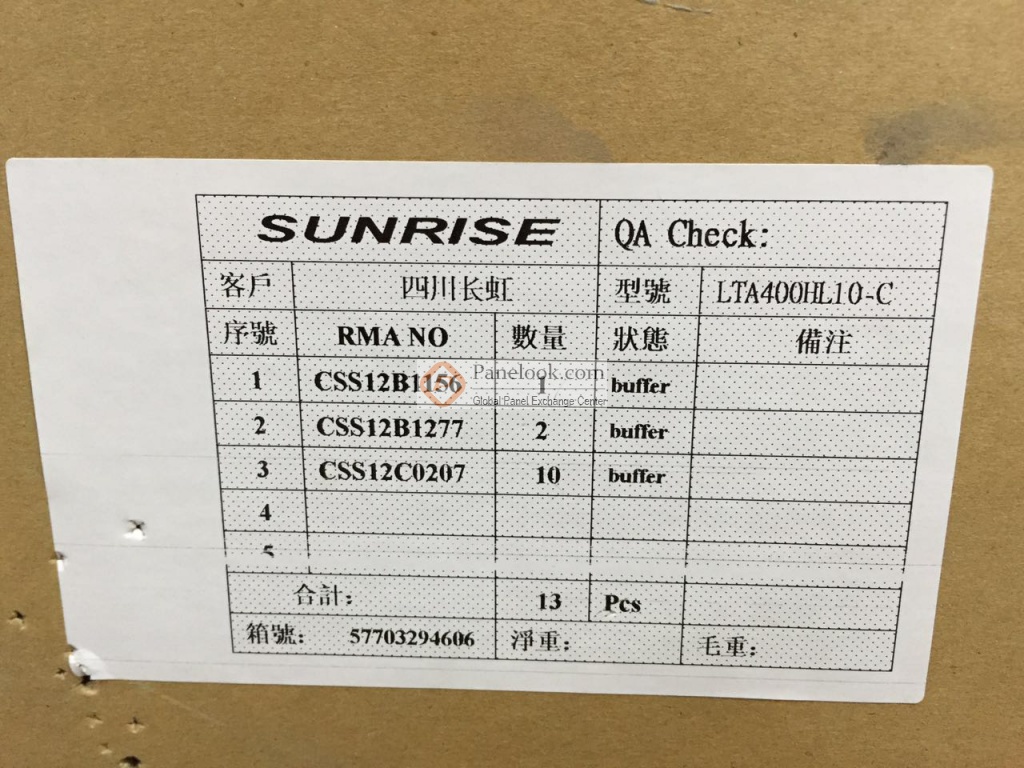 SUNRISE QA Check:
客戶 四川长虹 型號 LTA400HL10-C
序號 RMA NO 數量 狀態 備注
1 CSS12B1156 1 buffer
Panelook.com
Global Panel Exchange Center
2 CSS12B1277 2 buffer
3 CSS12C0207 10 buffer
4
5
合計: 13 Pcs
箱號: 57703294606 淨重: 毛重: